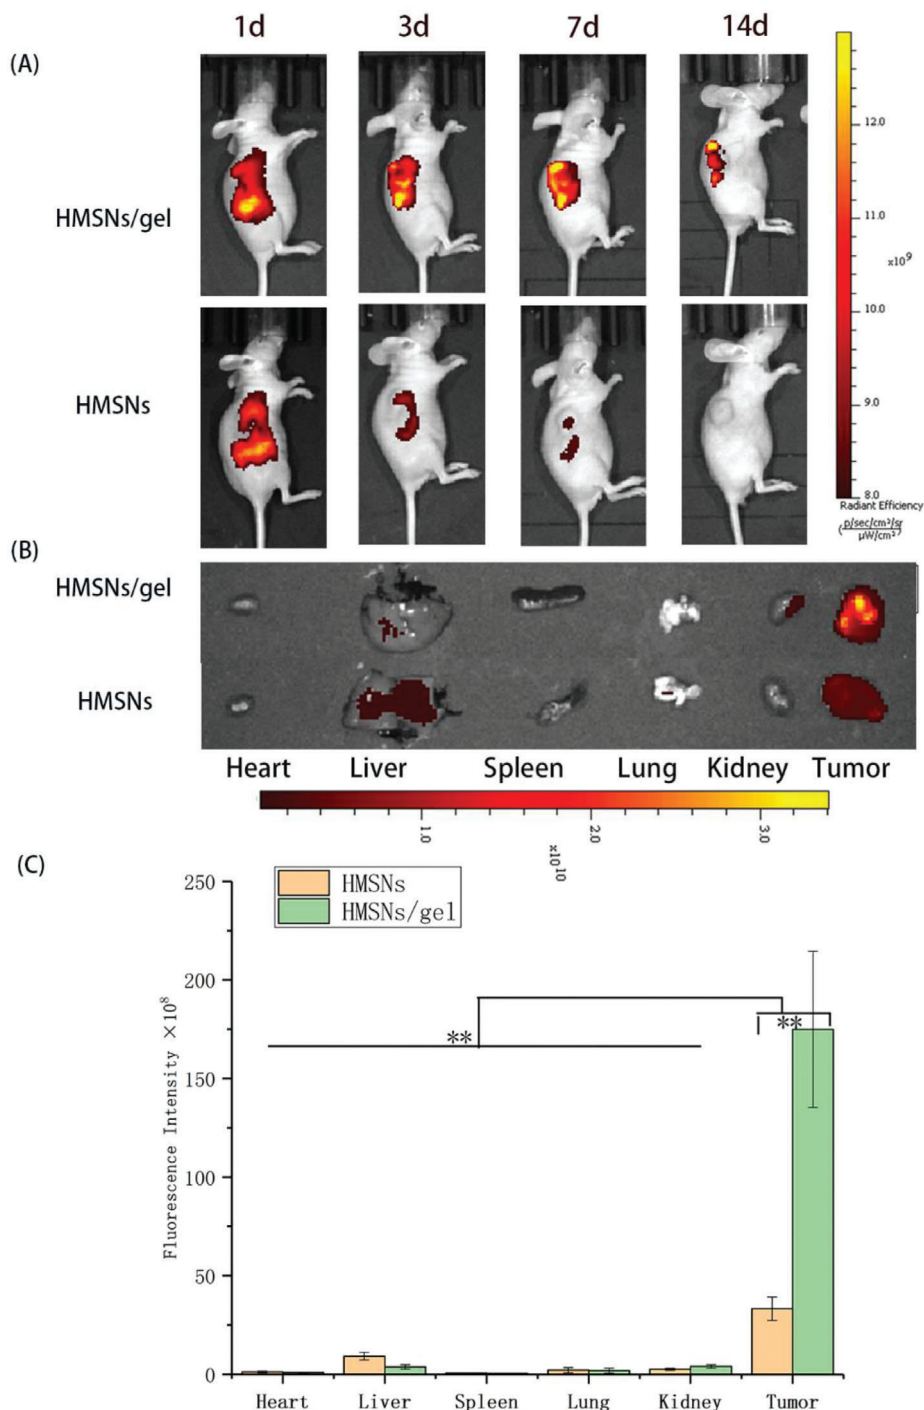 1d 3d 7d 14d
(A)
HMSNs/gel
HMSNs
12.0
11.0
×10⁹
10.0
9.0
8.0
Radiant Efficiency
(p/sec/cm²/sr / μW/cm²)
(B)
HMSNs/gel
HMSNs
Heart Liver Spleen Lung Kidney Tumor
1.0 2.0 3.0
×10¹⁰
(C)
HMSNs
HMSNs/gel
Fluorescence Intensity ×10⁸
250
200
150
100
50
0
**
**
Heart Liver Spleen Lung Kidney Tumor